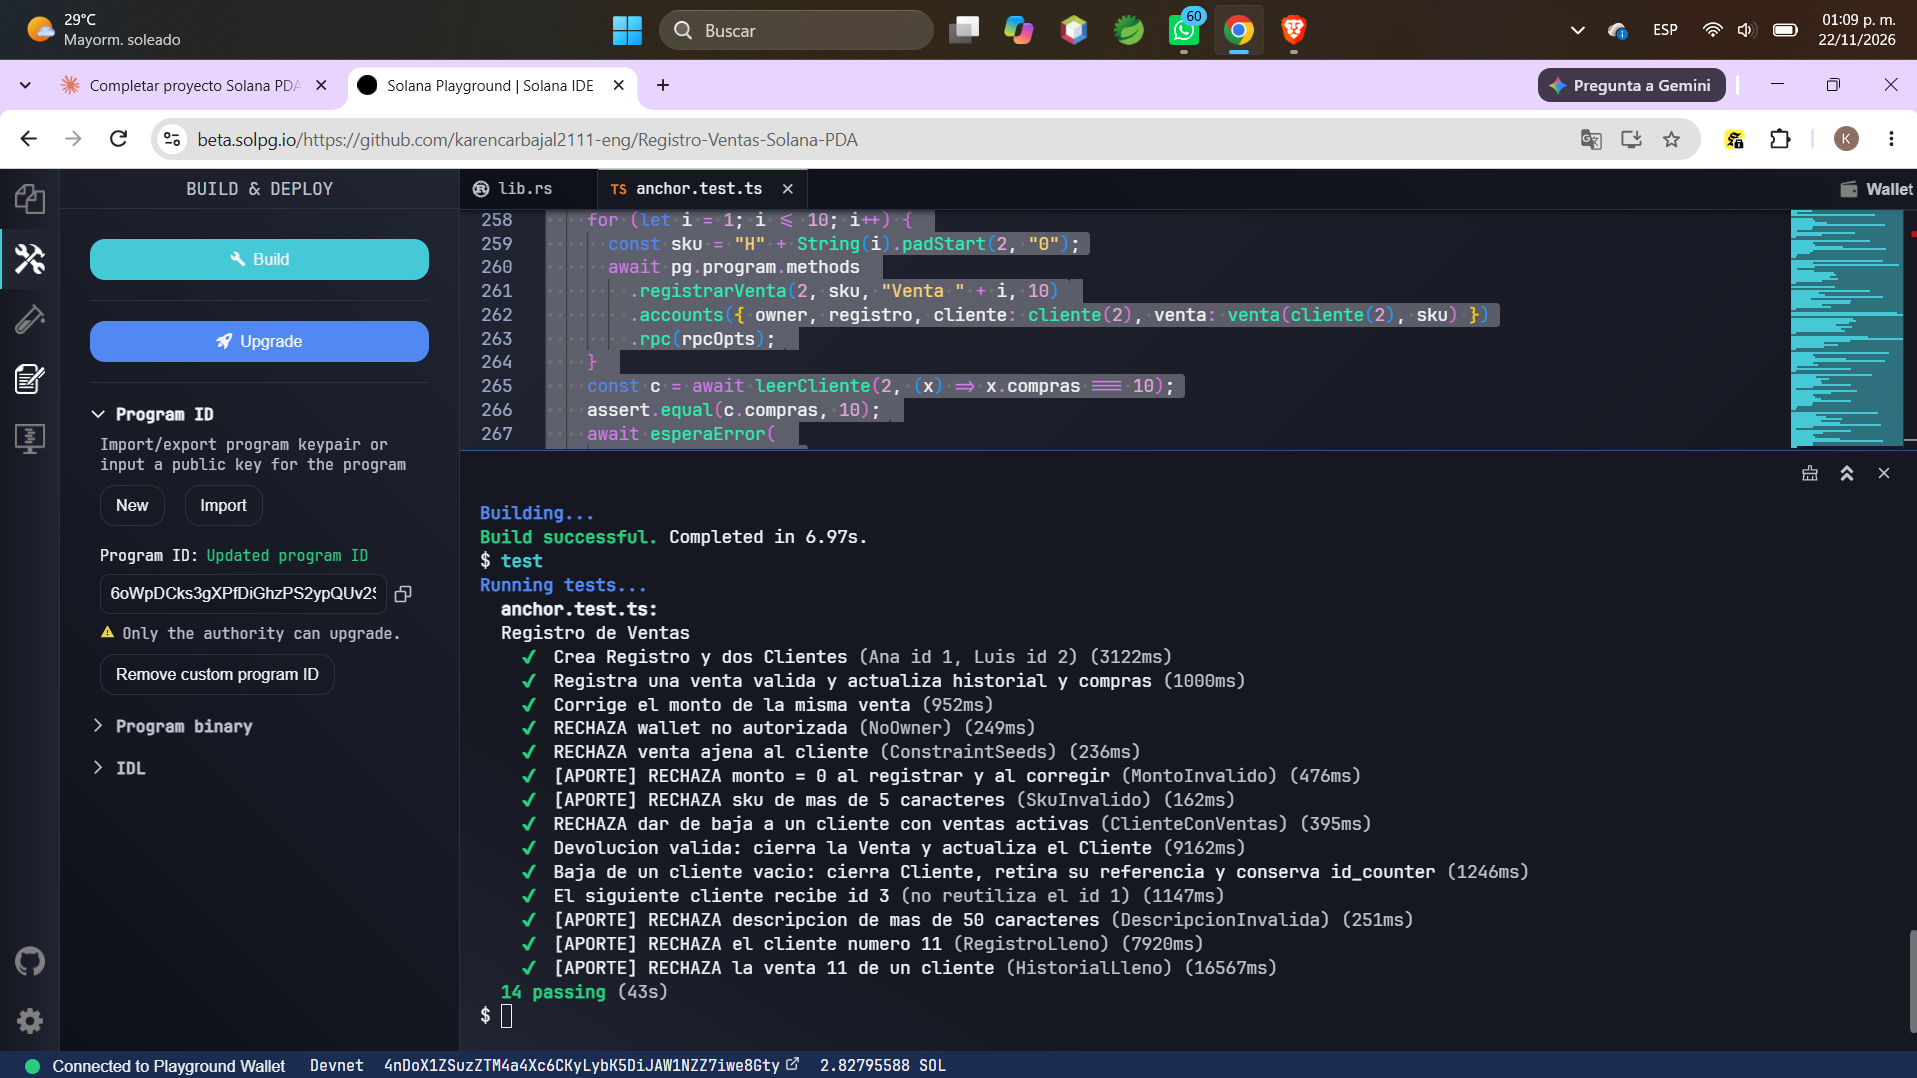 29°C
Mayorm. soleado
Buscar
60
ESP
01:09 p. m.
22/11/2026
Completar proyecto Solana PDA
Solana Playground | Solana IDE
Pregunta a Gemini
beta.solpg.io/https://github.com/karencarbajal2111-eng/Registro-Ventas-Solana-PDA
K
BUILD & DEPLOY
Build
Upgrade
Program ID
Import/export program keypair or
input a public key for the program
New
Import
Program ID: Updated program ID
6oWpDCks3gXPfDiGhzPS2ypQUv2S
Only the authority can upgrade.
Remove custom program ID
Program binary
IDL
lib.rs
TS anchor.test.ts
Wallet
258 for (let i = 1; i <= 10; i++) {
259 const sku = "H" + String(i).padStart(2, "0");
260 await pg.program.methods
261 .registrarVenta(2, sku, "Venta " + i, 10)
262 .accounts({ owner, registro, cliente: cliente(2), venta: venta(cliente(2), sku) })
263 .rpc(rpcOpts);
264 }
265 const c = await leerCliente(2, (x) => x.compras === 10);
266 assert.equal(c.compras, 10);
267 await esperaError(
Building...
Build successful. Completed in 6.97s.
$ test
Running tests...
anchor.test.ts:
Registro de Ventas
✔ Crea Registro y dos Clientes (Ana id 1, Luis id 2) (3122ms)
✔ Registra una venta valida y actualiza historial y compras (1000ms)
✔ Corrige el monto de la misma venta (952ms)
✔ RECHAZA wallet no autorizada (NoOwner) (249ms)
✔ RECHAZA venta ajena al cliente (ConstraintSeeds) (236ms)
✔ [APORTE] RECHAZA monto = 0 al registrar y al corregir (MontoInvalido) (476ms)
✔ [APORTE] RECHAZA sku de mas de 5 caracteres (SkuInvalido) (162ms)
✔ RECHAZA dar de baja a un cliente con ventas activas (ClienteConVentas) (395ms)
✔ Devolucion valida: cierra la Venta y actualiza el Cliente (9162ms)
✔ Baja de un cliente vacio: cierra Cliente, retira su referencia y conserva id_counter (1246ms)
✔ El siguiente cliente recibe id 3 (no reutiliza el id 1) (1147ms)
✔ [APORTE] RECHAZA descripcion de mas de 50 caracteres (DescripcionInvalida) (251ms)
✔ [APORTE] RECHAZA el cliente numero 11 (RegistroLleno) (7920ms)
✔ [APORTE] RECHAZA la venta 11 de un cliente (HistorialLleno) (16567ms)
14 passing (43s)
$
Connected to Playground Wallet
Devnet
4nDoX1ZSuzZTM4a4Xc6CKyLybK5DiJAW1NZZ7iwe8Gty
2.82795588 SOL